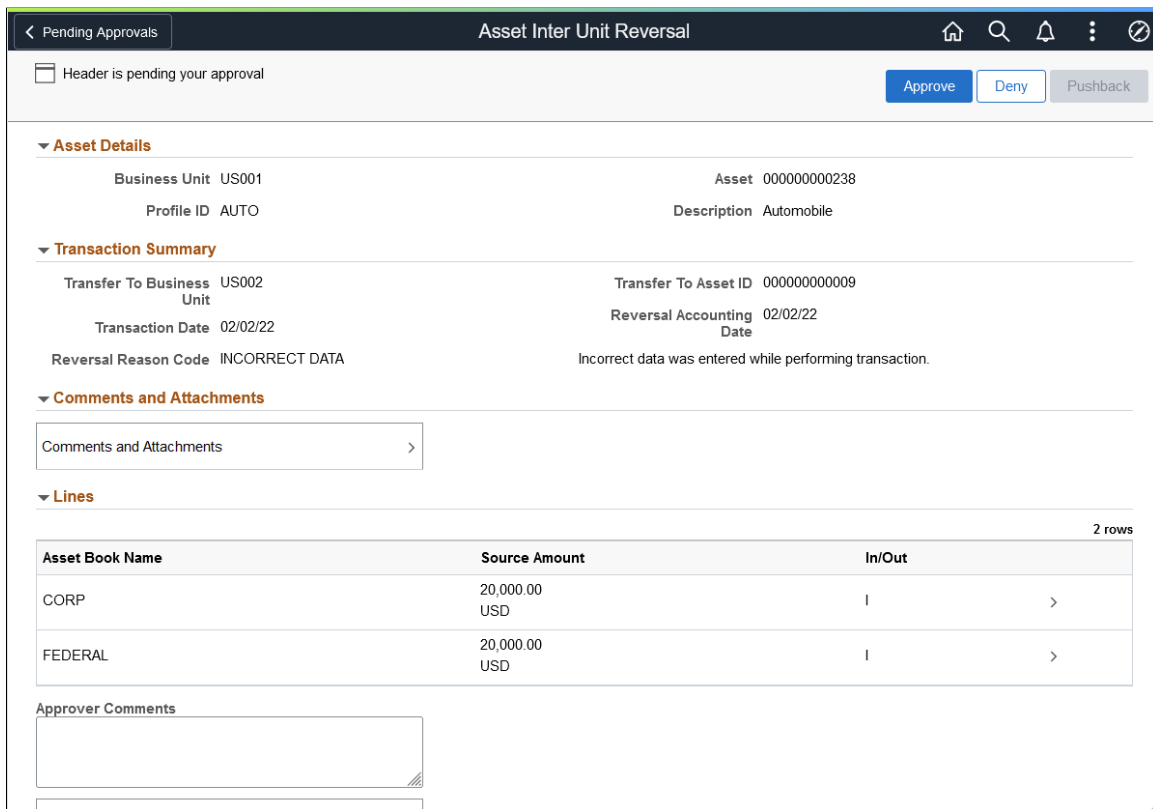 Pending Approvals
Asset Inter Unit Reversal
Header is pending your approval
Approve
Deny
Pushback
Asset Details
Business Unit US001
Asset 000000000238
Profile ID AUTO
Description Automobile
Transaction Summary
Transfer To Business Unit US002
Transfer To Asset ID 000000000009
Transaction Date 02/02/22
Reversal Accounting Date 02/02/22
Reversal Reason Code INCORRECT DATA
Incorrect data was entered while performing transaction.
Comments and Attachments
Comments and Attachments
Lines
2 rows
Asset Book Name Source Amount In/Out
CORP 20,000.00 USD I
FEDERAL 20,000.00 USD I
Approver Comments